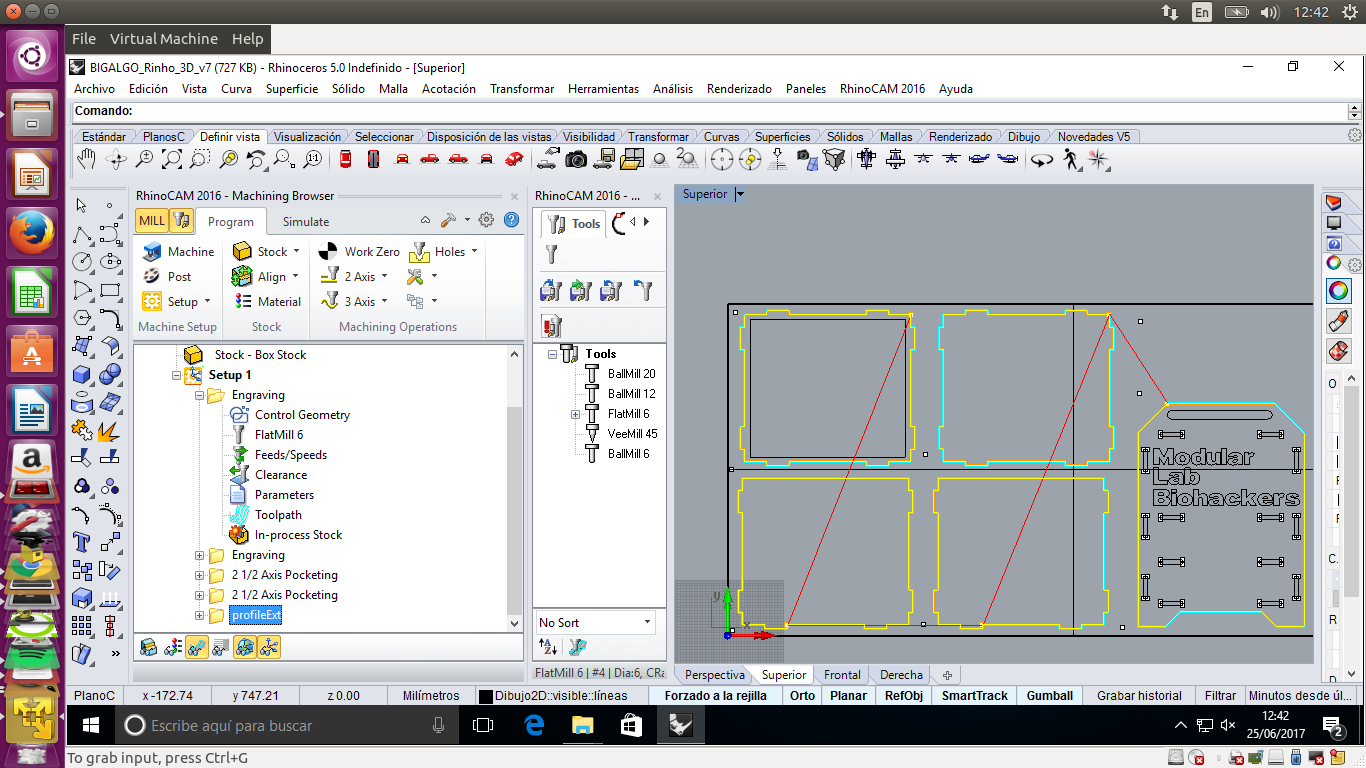 En 12:42
File Virtual Machine Help
BIGALGO_Rinho_3D_v7 (727 KB) - Rhinoceros 5.0 Indefinido - [Superior]
Archivo Edición Vista Curva Superficie Sólido Malla Acotación Transformar Herramientas Análisis Renderizado Paneles RhinoCAM 2016 Ayuda
Comando:
Estándar PlanosC Definir vista Visualización Seleccionar Disposición de las vistas Visibilidad Transformar Curvas Superficies Sólidos Mallas Renderizado Dibujo Novedades V5
RhinoCAM 2016 - Machining Browser
MILL Program Simulate
Machine Stock Work Zero Holes
Post Align 2 Axis
Setup Material 3 Axis
Machine Setup Stock Machining Operations
Stock - Box Stock
Setup 1
Engraving
Control Geometry
FlatMill 6
Feeds/Speeds
Clearance
Parameters
Toolpath
In-process Stock
Engraving
2 1/2 Axis Pocketing
2 1/2 Axis Pocketing
profileExt
RhinoCAM 2016 - ...
Tools
Tools
BallMill 20
BallMill 12
FlatMill 6
VeeMill 45
BallMill 6
No Sort
FlatMill 6 | #4 | Dia:6, CRa
Superior
Modular
Lab
Biohackers
y
x
O
F
F
C.
R
D
Perspectiva Superior Frontal Derecha
PlanoC x -172.74 y 747.21 z 0.00 Milímetros Dibujo2D::visible::líneas Forzado a la rejilla Orto Planar RefObj SmartTrack Gumball Grabar historial Filtrar Minutos desde úl...
Escribe aquí para buscar
12:42
25/06/2017
2
To grab input, press Ctrl+G